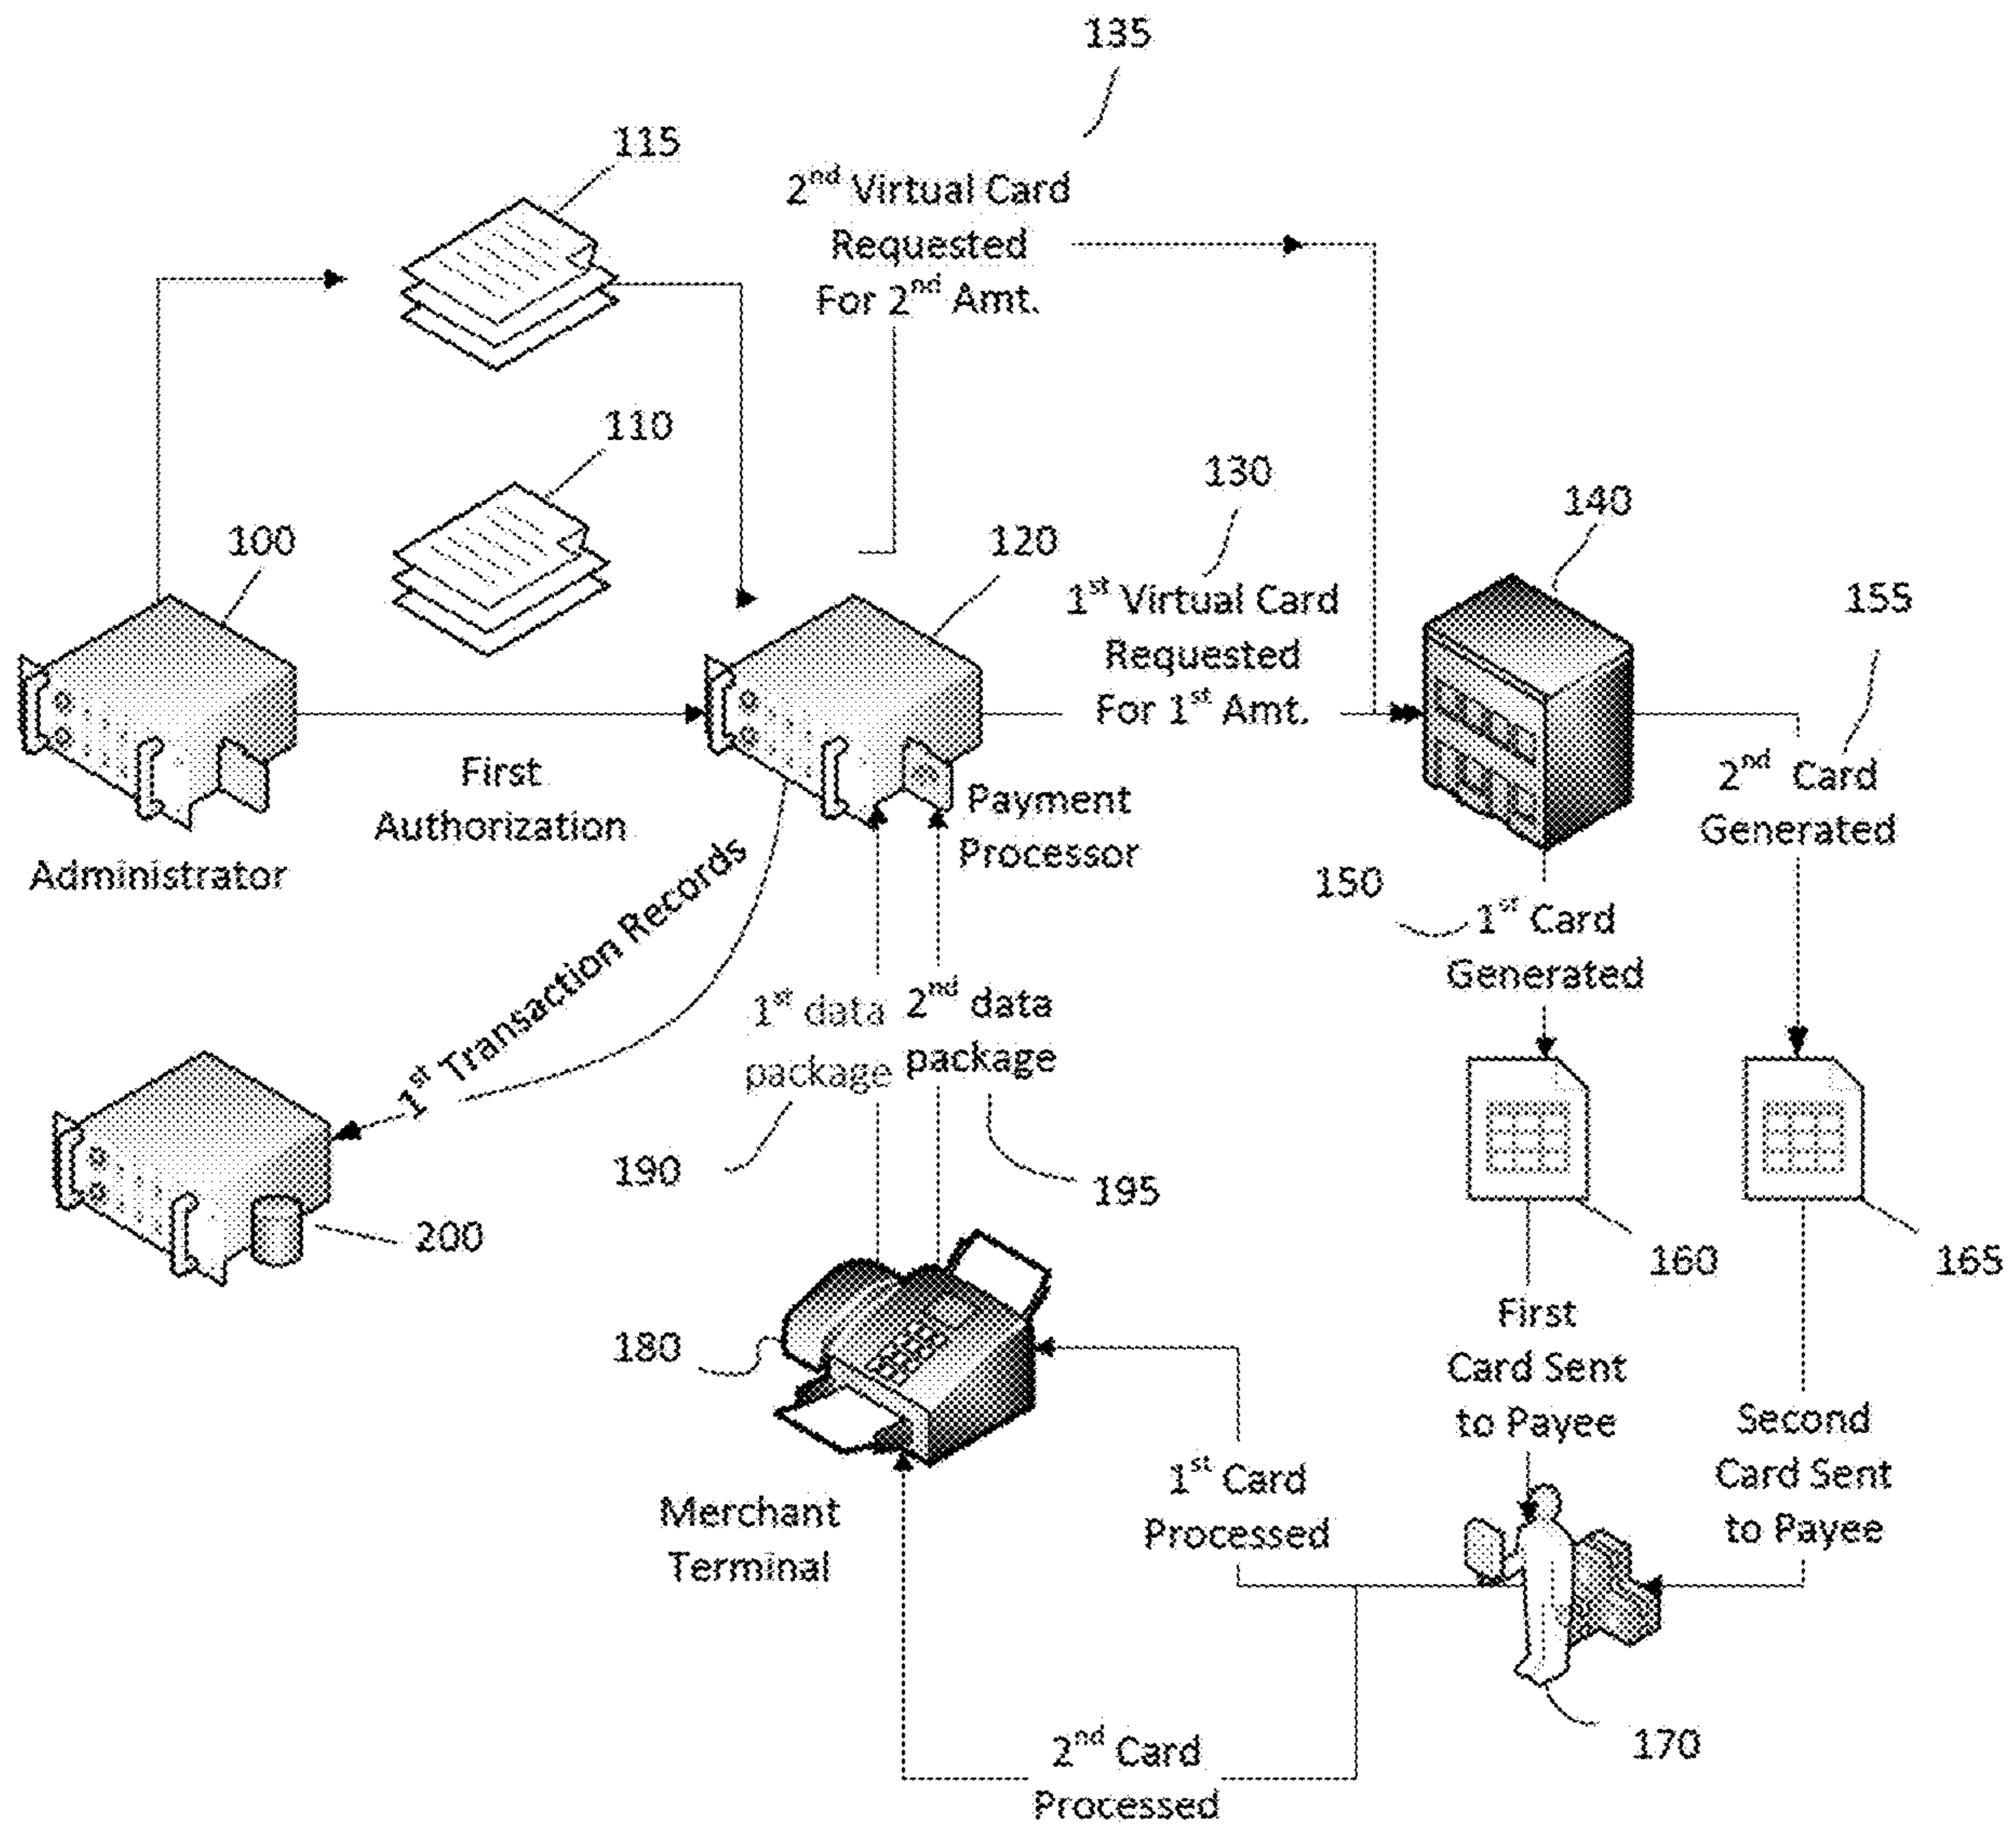 135
115
2nd Virtual Card
Requested
For 2nd Amt.
110
130
140
100
120
155
1st Virtual Card
Requested
For 1st Amt.
First
Authorization
Administrator
Payment
Processor
2nd Card
Generated
150
1st Card
Generated
1st Transaction Records
1st data
package
2nd data
package
190
195
200
160
165
180
First
Card Sent
to Payee
Second
Card Sent
to Payee
1st Card
Processed
Merchant
Terminal
170
2nd Card
Processed